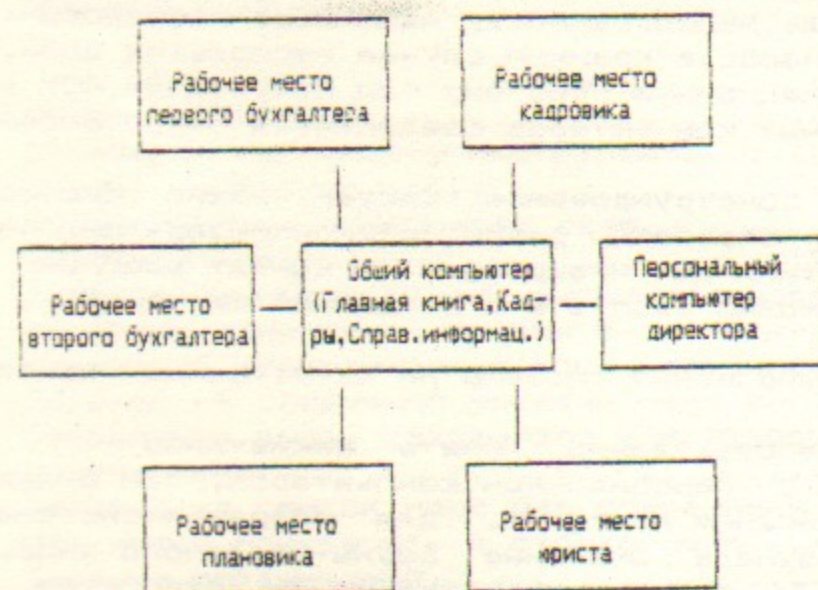 Рабочее место
первого бухгалтера
Рабочее место
кадровика
Рабочее место
второго бухгалтера
Общий компьютер
(Главная книга,Кад-
ры,Справ.информац.)
Персональный
компьютер
директора
Рабочее место
плановика
Рабочее место
юриста